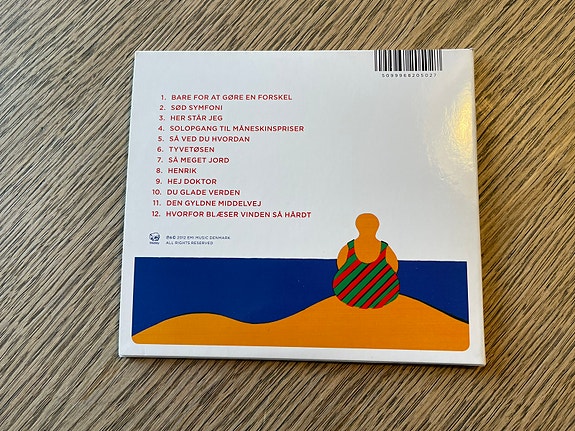 5099968205027
1. BARE FOR AT GØRE EN FORSKEL
2. SØD SYMFONI
3. HER STÅR JEG
4. SOLOPGANG TIL MÅNESKINSPRISER
5. SÅ VED DU HVORDAN
6. TYVETØSEN
7. SÅ MEGET JORD
8. HENRIK
9. HEJ DOKTOR
10. DU GLADE VERDEN
11. DEN GYLDNE MIDDELVEJ
12. HVORFOR BLÆSER VINDEN SÅ HÅRDT
℗&© 2012 EMI MUSIC DENMARK.
ALL RIGHTS RESERVED